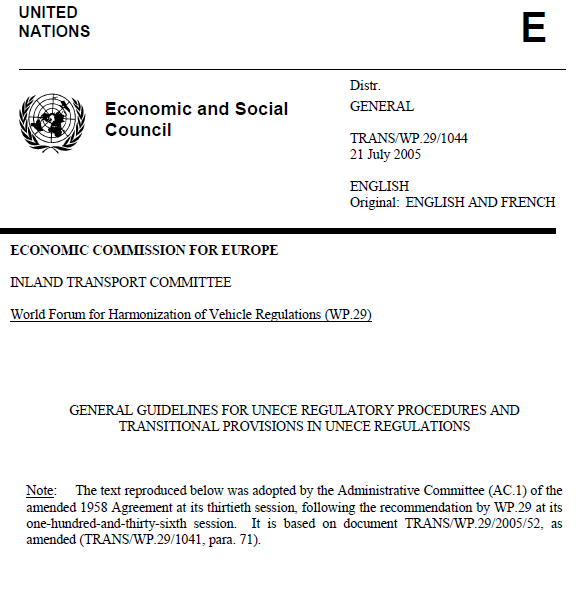 UNITED
NATIONS
E
Economic and Social
Council
Distr.
GENERAL
TRANS/WP.29/1044
21 July 2005
ENGLISH
Original: ENGLISH AND FRENCH
ECONOMIC COMMISSION FOR EUROPE
INLAND TRANSPORT COMMITTEE
World Forum for Harmonization of Vehicle Regulations (WP.29)
GENERAL GUIDELINES FOR UNECE REGULATORY PROCEDURES AND
TRANSITIONAL PROVISIONS IN UNECE REGULATIONS
Note: The text reproduced below was adopted by the Administrative Committee (AC.1) of the
amended 1958 Agreement at its thirtieth session, following the recommendation by WP.29 at its
one-hundred-and-thirty-sixth session. It is based on document TRANS/WP.29/2005/52, as
amended (TRANS/WP.29/1041, para. 71).